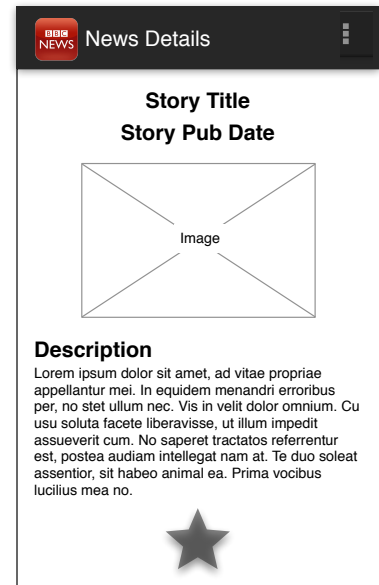 BBC
NEWS
News Details
Story Title
Story Pub Date
Image
Description
Lorem ipsum dolor sit amet, ad vitae propriae
appellantur mei. In equidem menandri erroribus
per, no stet ullum nec. Vis in velit dolor omnium. Cu
usu soluta facete liberavisse, ut illum impedit
assueverit cum. No saperet tractatos referrentur
est, postea audiam intellegat nam at. Te duo soleat
assentior, sit habeo animal ea. Prima vocibus
lucilius mea no.